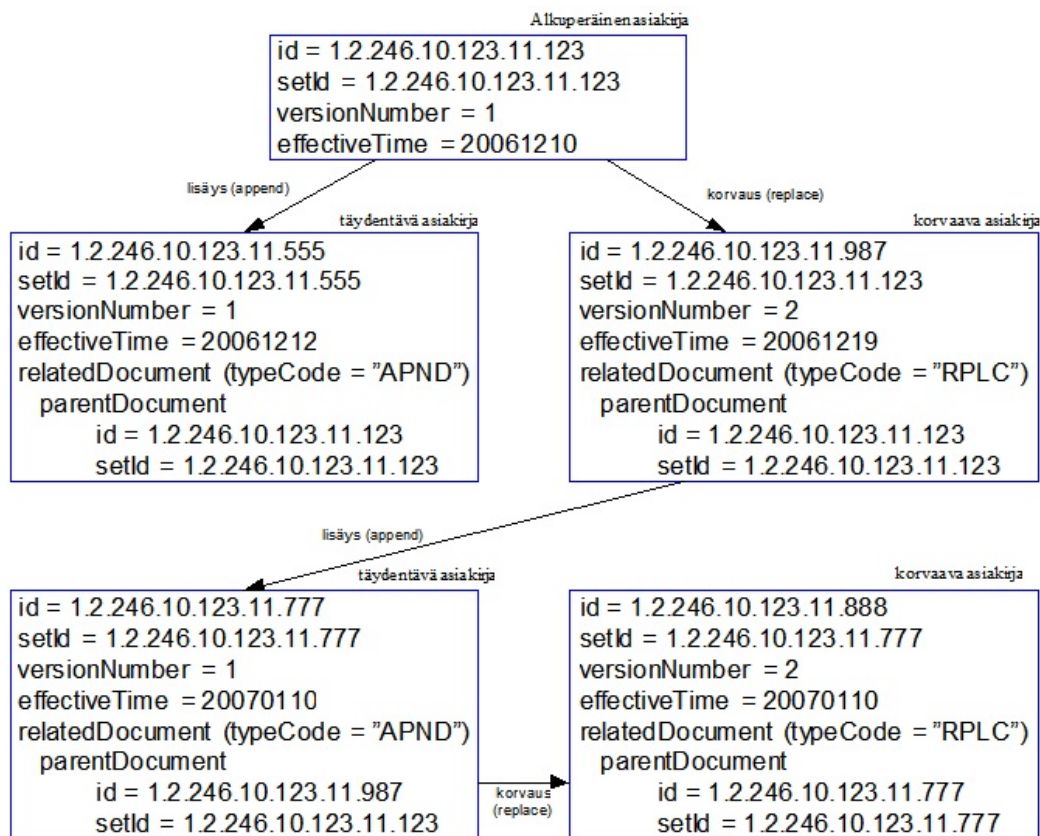 Alkuperäinen asiakirja
id = 1.2.246.10.123.11.123
setId = 1.2.246.10.123.11.123
versionNumber = 1
effectiveTime = 20061210
lisäys (append)
korvaus (replace)
täydentävä asiakirja
id = 1.2.246.10.123.11.555
setId = 1.2.246.10.123.11.555
versionNumber = 1
effectiveTime = 20061212
relatedDocument (typeCode = "APND”)
parentDocument
id = 1.2.246.10.123.11.123
setId = 1.2.246.10.123.11.123
korvaava asiakirja
id = 1.2.246.10.123.11.987
setId = 1.2.246.10.123.11.123
versionNumber = 2
effectiveTime = 20061219
relatedDocument (typeCode = ”RPLC”)
parentDocument
id = 1.2.246.10.123.11.123
setId = 1.2.246.10.123.11.123
lisäys (append)
täydentävä asiakirja
id = 1.2.246.10.123.11.777
setId = 1.2.246.10.123.11.777
versionNumber = 1
effectiveTime = 20070110
relatedDocument (typeCode = ”APND”)
parentDocument
id = 1.2.246.10.123.11.987
setId = 1.2.246.10.123.11.123
korvaus
(replace)
korvaava asiakirja
id = 1.2.246.10.123.11.888
setId = 1.2.246.10.123.11.777
versionNumber = 2
effectiveTime = 20070110
relatedDocument (typeCode = ”RPLC”)
parentDocument
id = 1.2.246.10.123.11.777
setId = 1.2.246.10.123.11.777